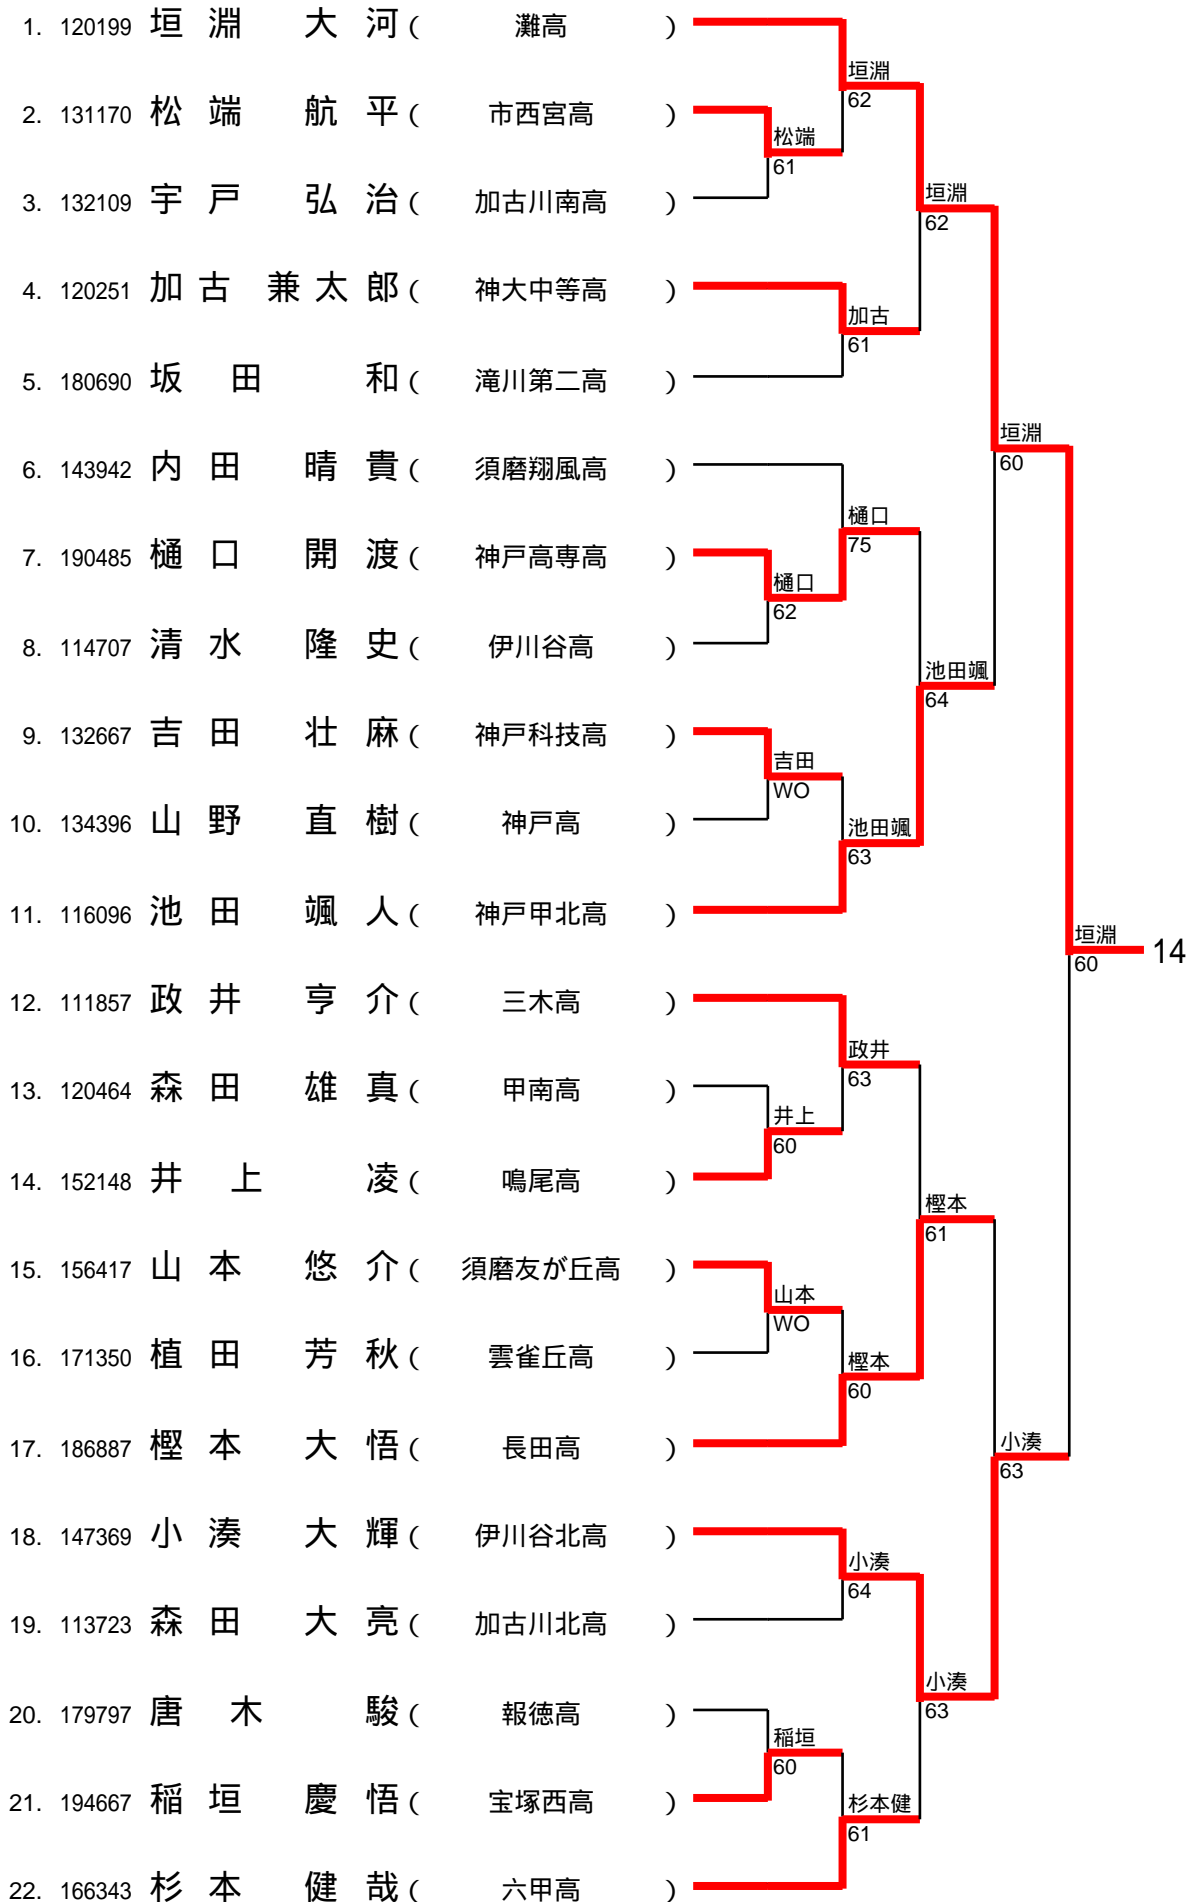 1. 120199 垣淵 大河 ( 灘高 )
垣淵
62
2. 131170 松端 航平 ( 市西宮高 )
松端
61
3. 132109 宇戸 弘治 ( 加古川南高 )
垣淵
62
4. 120251 加古 兼太郎 ( 神大中等高 )
加古
61
5. 180690 坂田 和 ( 滝川第二高 )
垣淵
60
6. 143942 内田 晴貴 ( 須磨翔風高 )
樋口
75
7. 190485 樋口 開渡 ( 神戸高専高 )
樋口
62
8. 114707 清水 隆史 ( 伊川谷高 )
池田颯
64
9. 132667 吉田 壮麻 ( 神戸科技高 )
吉田
WO
10. 134396 山野 直樹 ( 神戸高 )
池田颯
63
11. 116096 池田 颯人 ( 神戸甲北高 )
垣淵
60
14
12. 111857 政井 亨介 ( 三木高 )
政井
63
13. 120464 森田 雄真 ( 甲南高 )
井上
60
14. 152148 井上 凌 ( 鳴尾高 )
樫本
61
15. 156417 山本 悠介 ( 須磨友が丘高 )
山本
WO
16. 171350 植田 芳秋 ( 雲雀丘高 )
樫本
60
17. 186887 樫本 大悟 ( 長田高 )
小湊
63
18. 147369 小湊 大輝 ( 伊川谷北高 )
小湊
64
19. 113723 森田 大亮 ( 加古川北高 )
小湊
63
20. 179797 唐木 駿 ( 報徳高 )
稲垣
60
21. 194667 稲垣 慶悟 ( 宝塚西高 )
杉本健
61
22. 166343 杉本 健哉 ( 六甲高 )